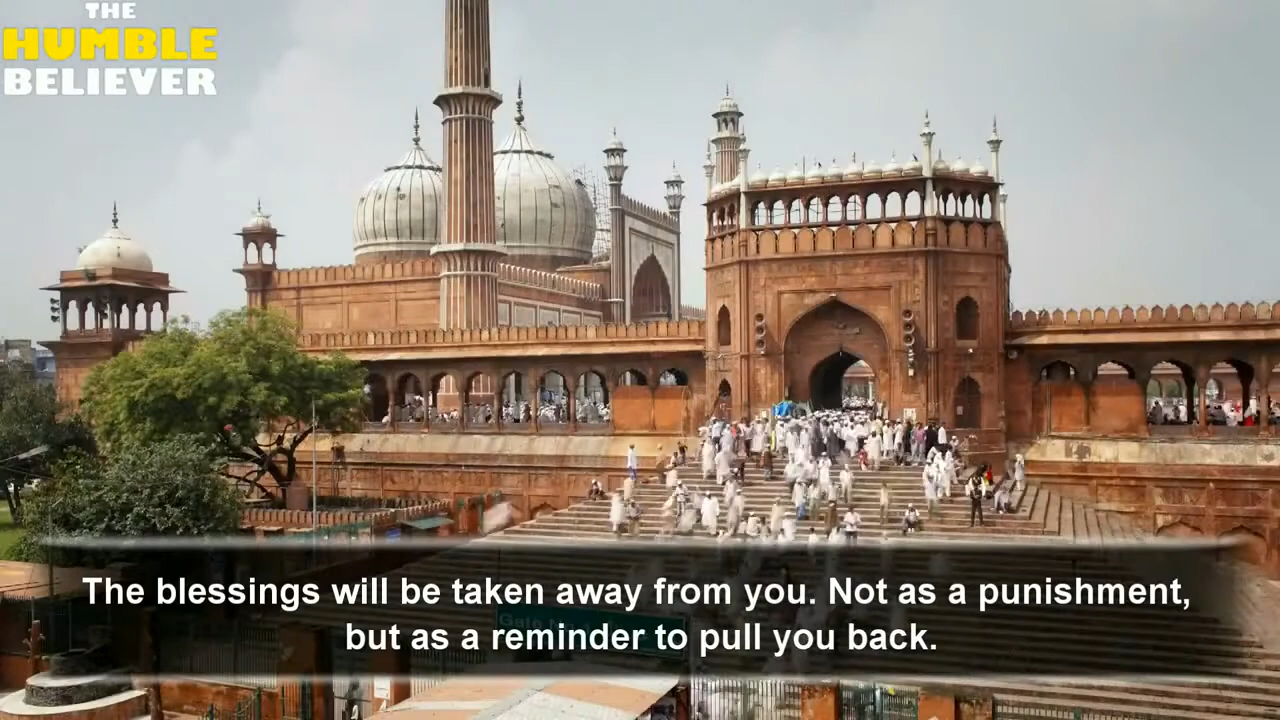 THE
HUMBLE
BELIEVER
The blessings will be taken away from you. Not as a punishment,
but as a reminder to pull you back.